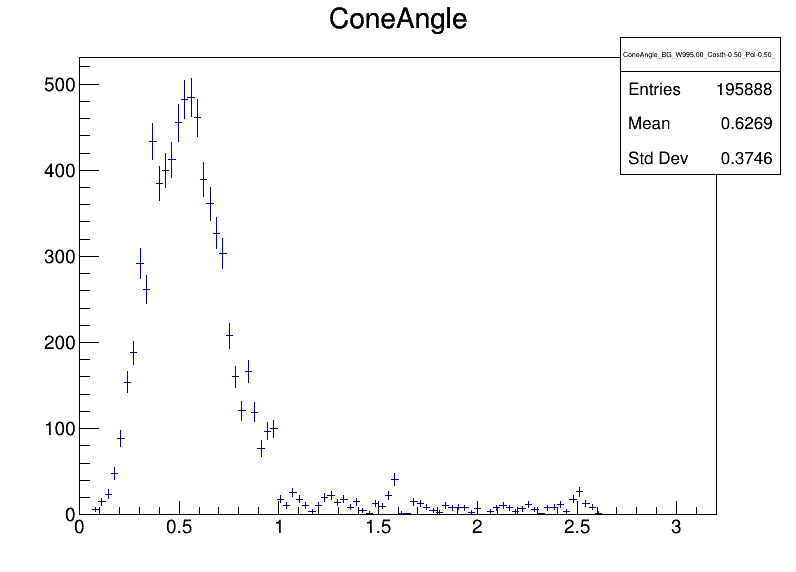 ConeAngle
ConeAngle_BG_W995.00_Costh-0.50_Pol-0.50_
Entries 195888
Mean 0.6269
Std Dev 0.3746
500
400
300
200
100
0
0 0.5 1 1.5 2 2.5 3